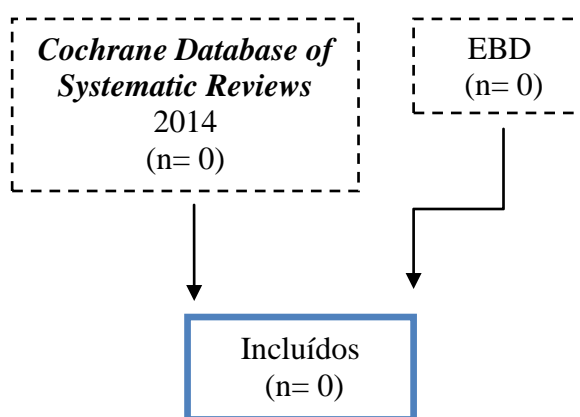 Cochrane Database of
Systematic Reviews
2014
(n= 0)
EBD
(n= 0)
Incluídos
(n= 0)